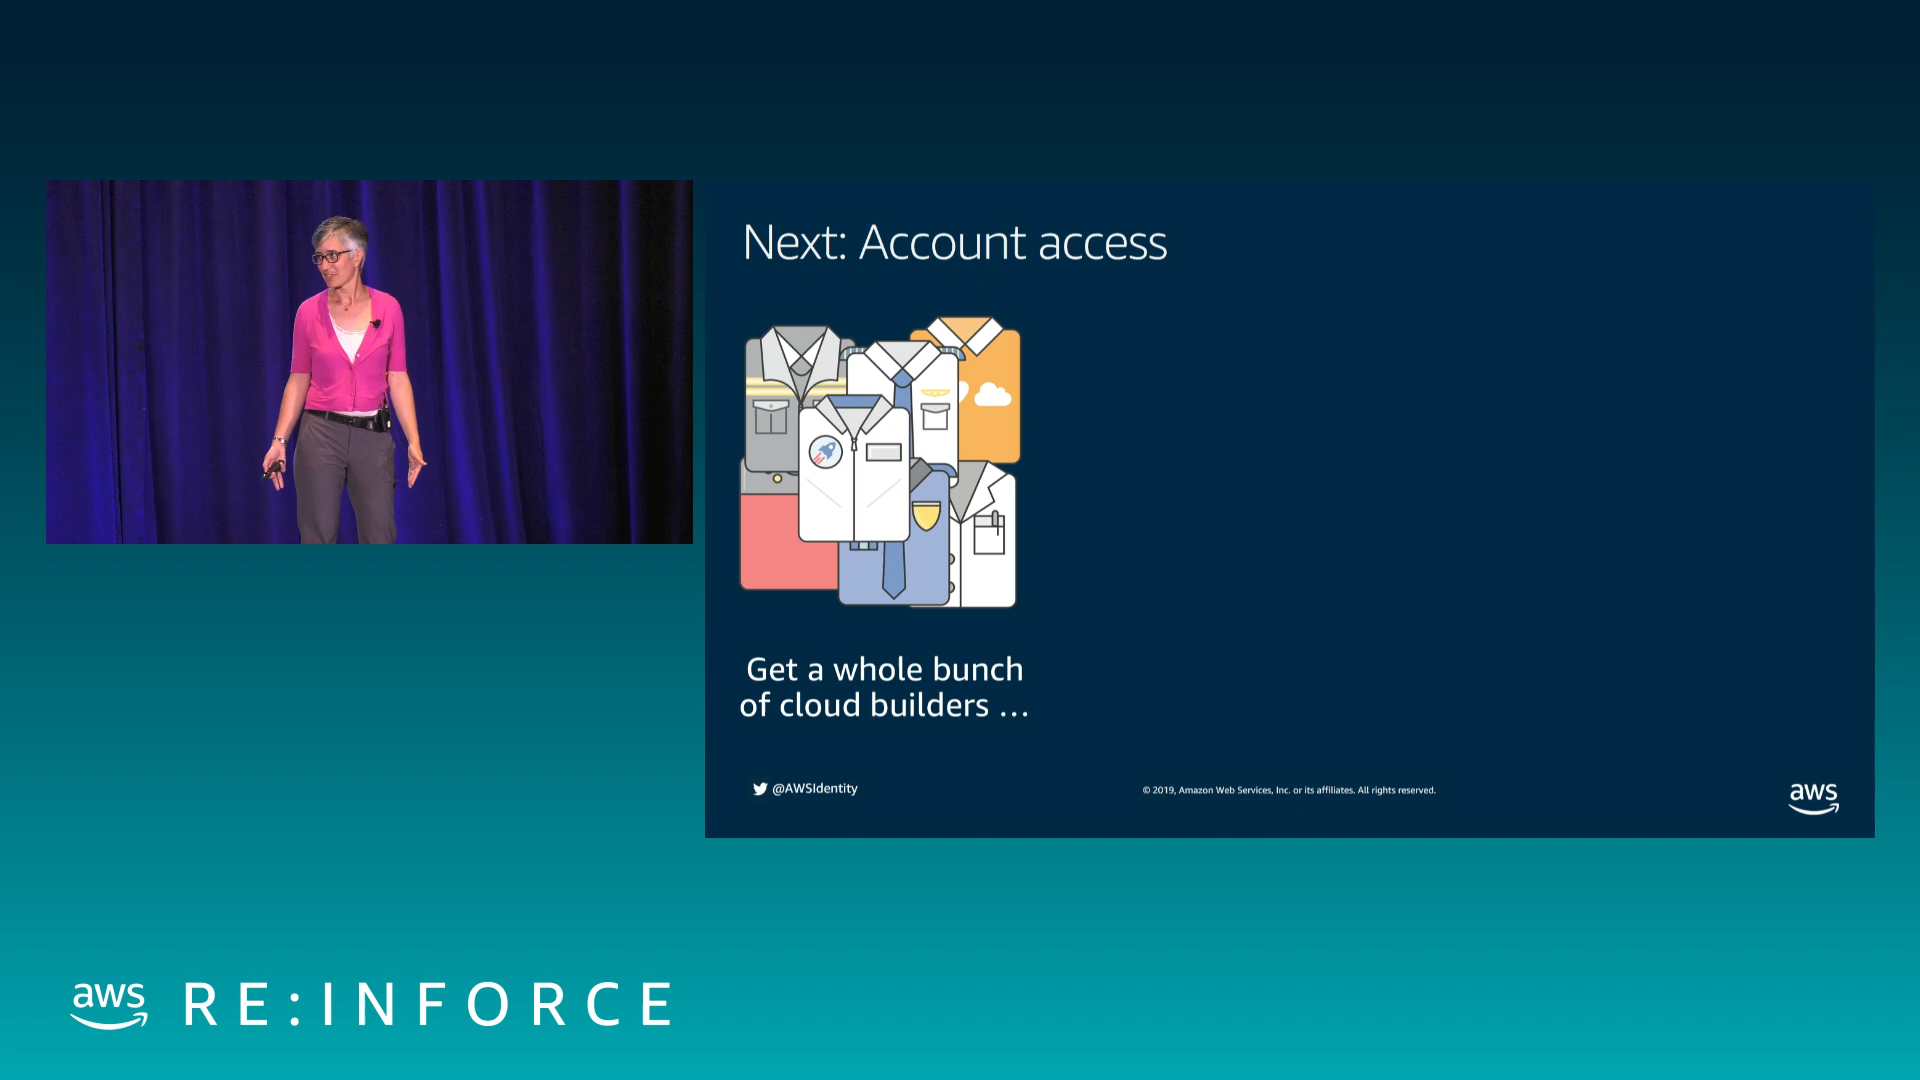 Next: Account access
Get a whole bunch
of cloud builders ...
@AWSIdentity
© 2019, Amazon Web Services, Inc. or its affiliates. All rights reserved.
aws
aws RE:INFORCE